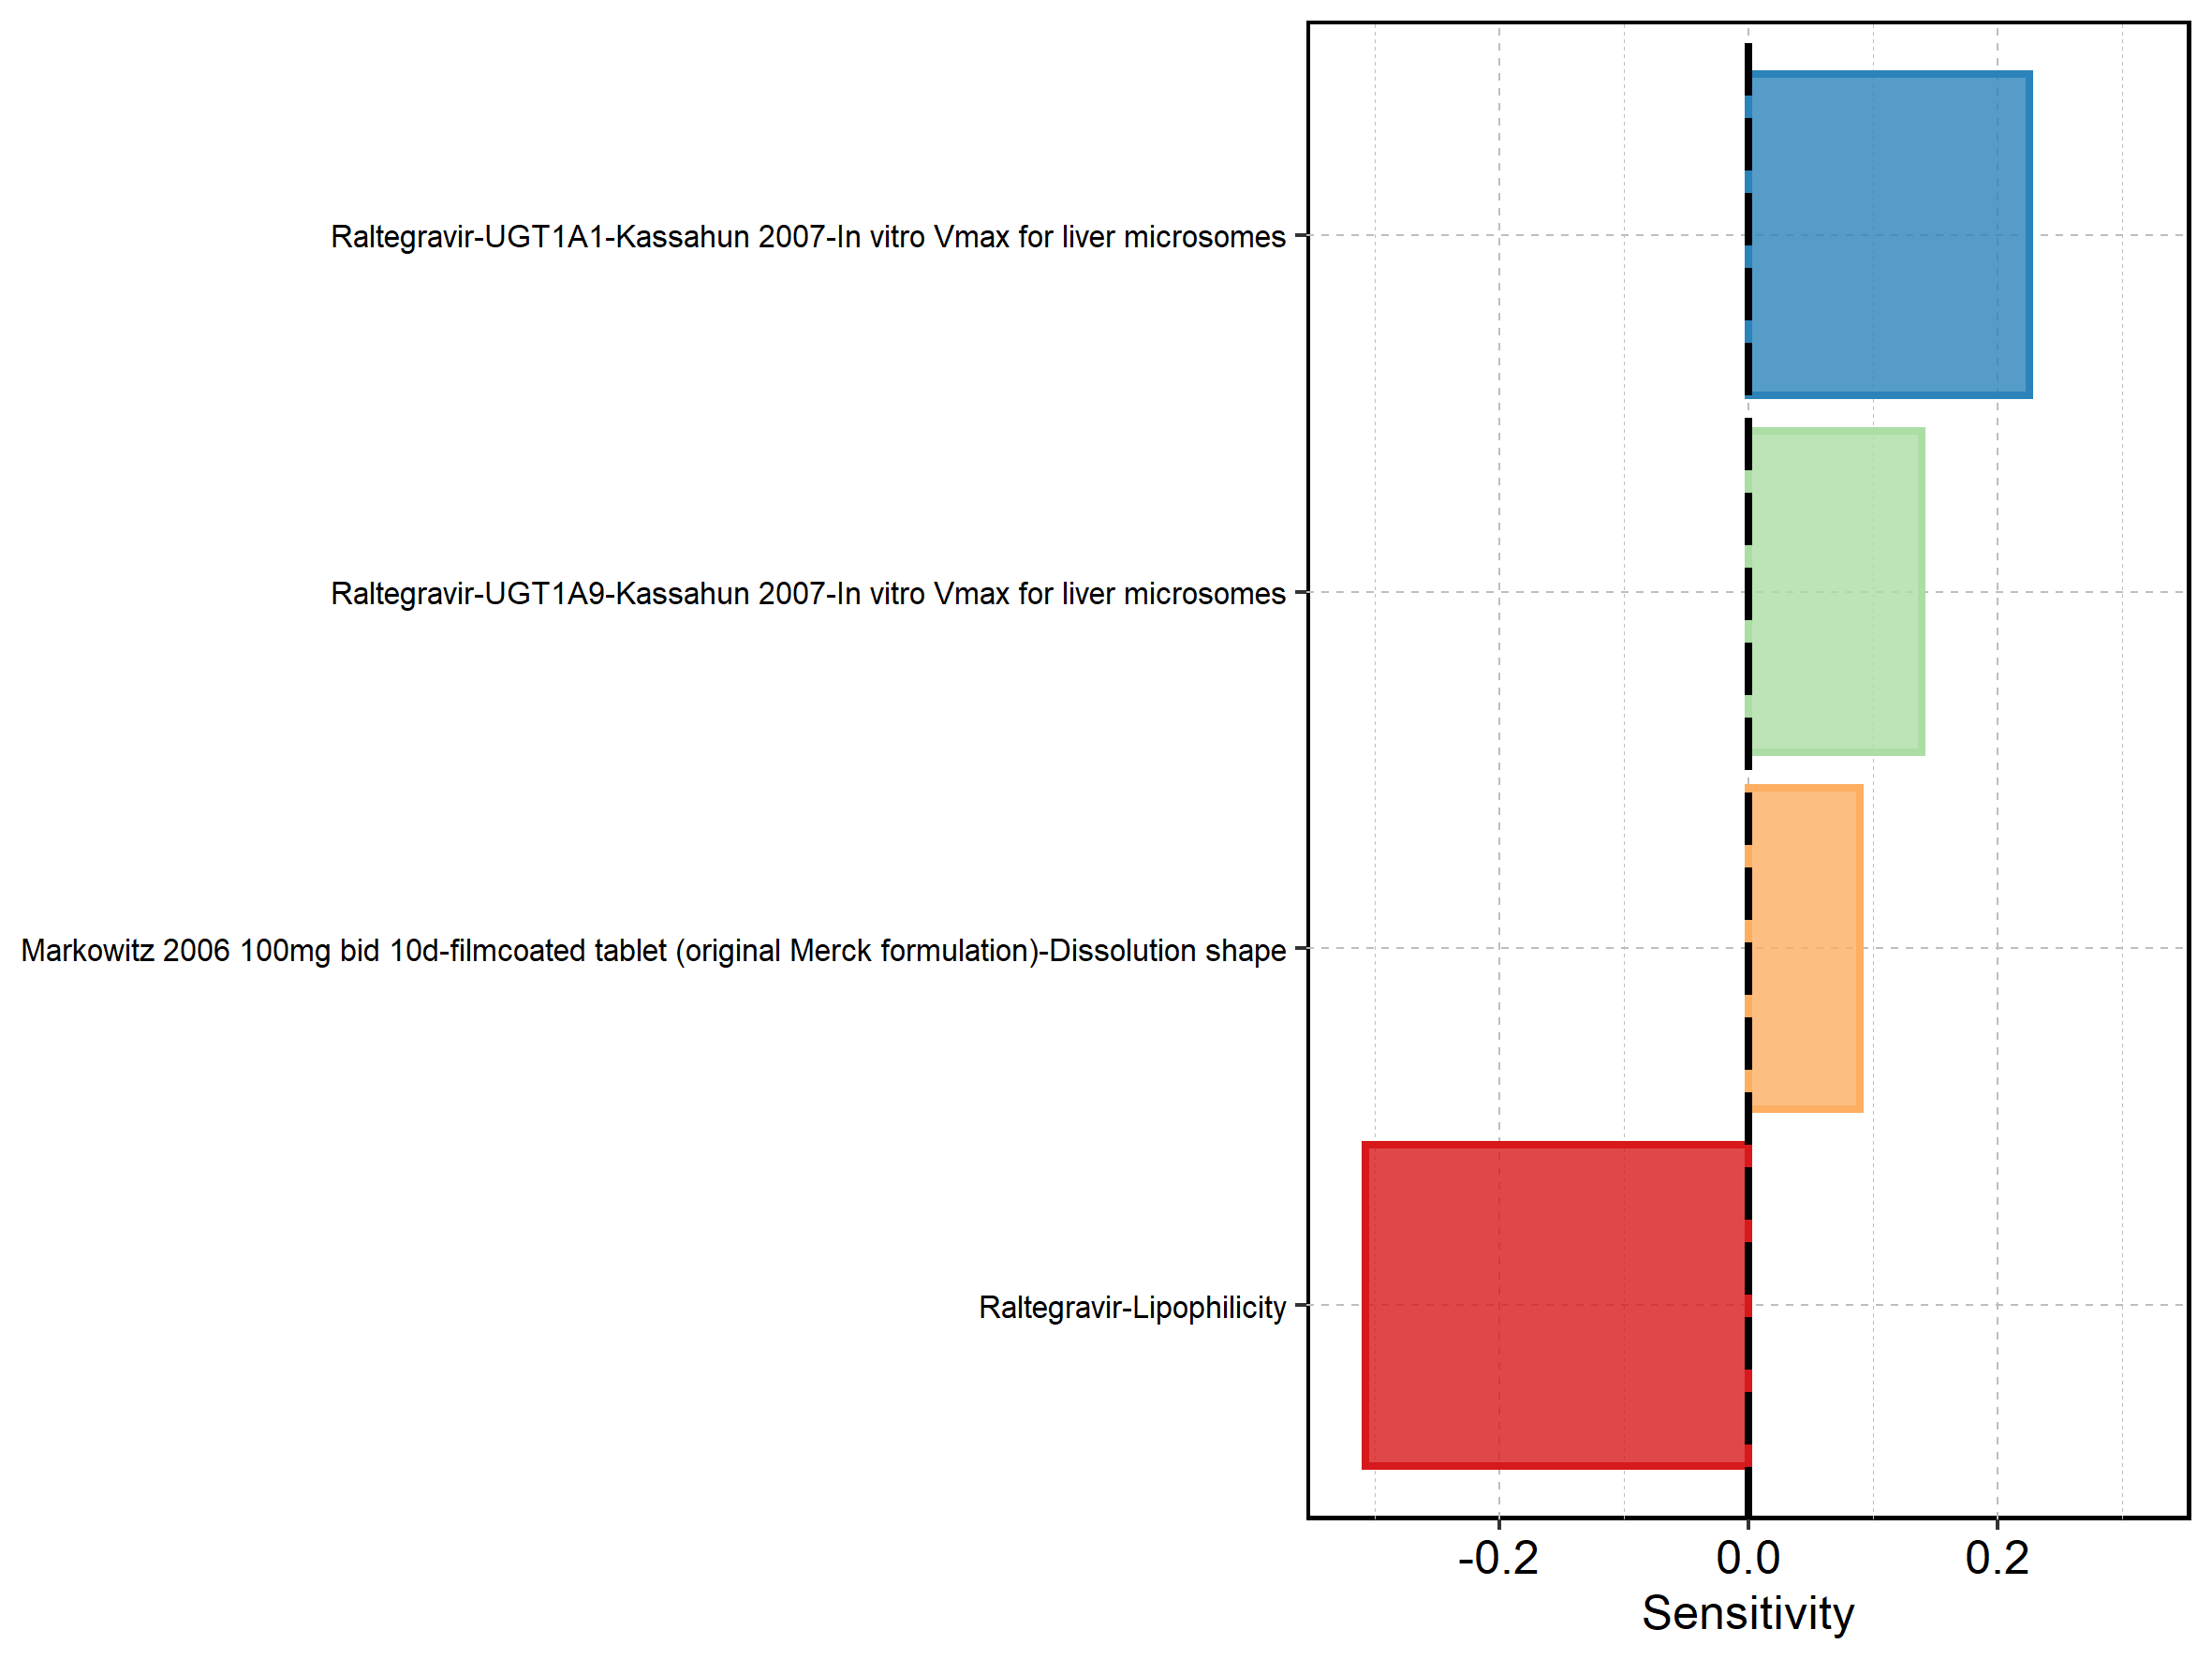 Raltegravir-UGT1A1-Kassahun 2007-In vitro Vmax for liver microsomes
Raltegravir-UGT1A9-Kassahun 2007-In vitro Vmax for liver microsomes
Markowitz 2006 100mg bid 10d-filmcoated tablet (original Merck formulation)-Dissolution shape
Raltegravir-Lipophilicity
-0.2 0.0 0.2
Sensitivity